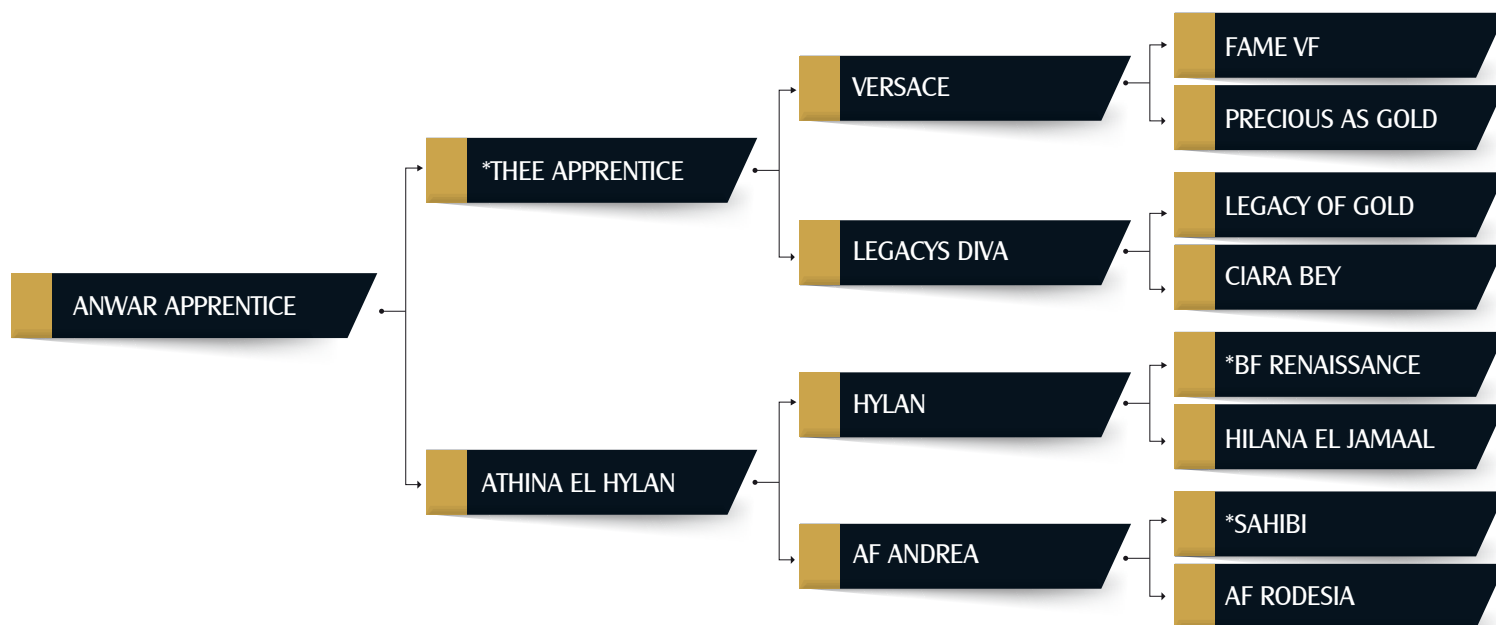 ANWAR APPRENTICE
*THEE APPRENTICE
ATHINA EL HYLAN
VERSACE
LEGACYS DIVA
HYLAN
AF ANDREA
FAME VF
PRECIOUS AS GOLD
LEGACY OF GOLD
CIARA BEY
*BF RENAISSANCE
HILANA EL JAMAAL
*SAHIBI
AF RODESIA